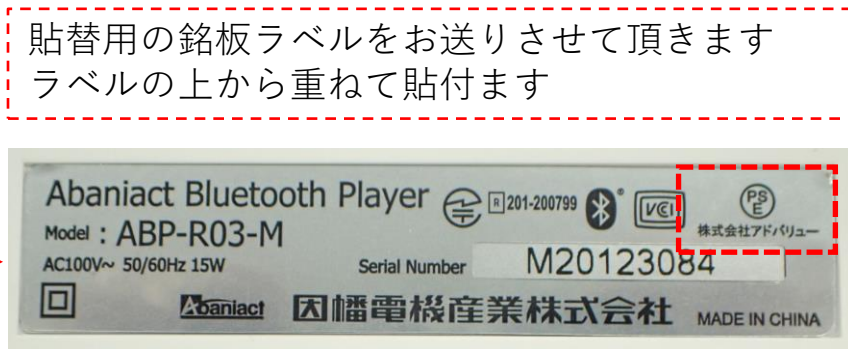 貼替用の銘板ラベルをお送りさせて頂きます
ラベルの上から重ねて貼付ます
Abaniact Bluetooth Player
R 201-200799
VCI
PSE
株式会社アドバリュー
Model : ABP-R03-M
AC100V~ 50/60Hz 15W
Serial Number M20123084
Abaniact 因幡電機産業株式会社 MADE IN CHINA